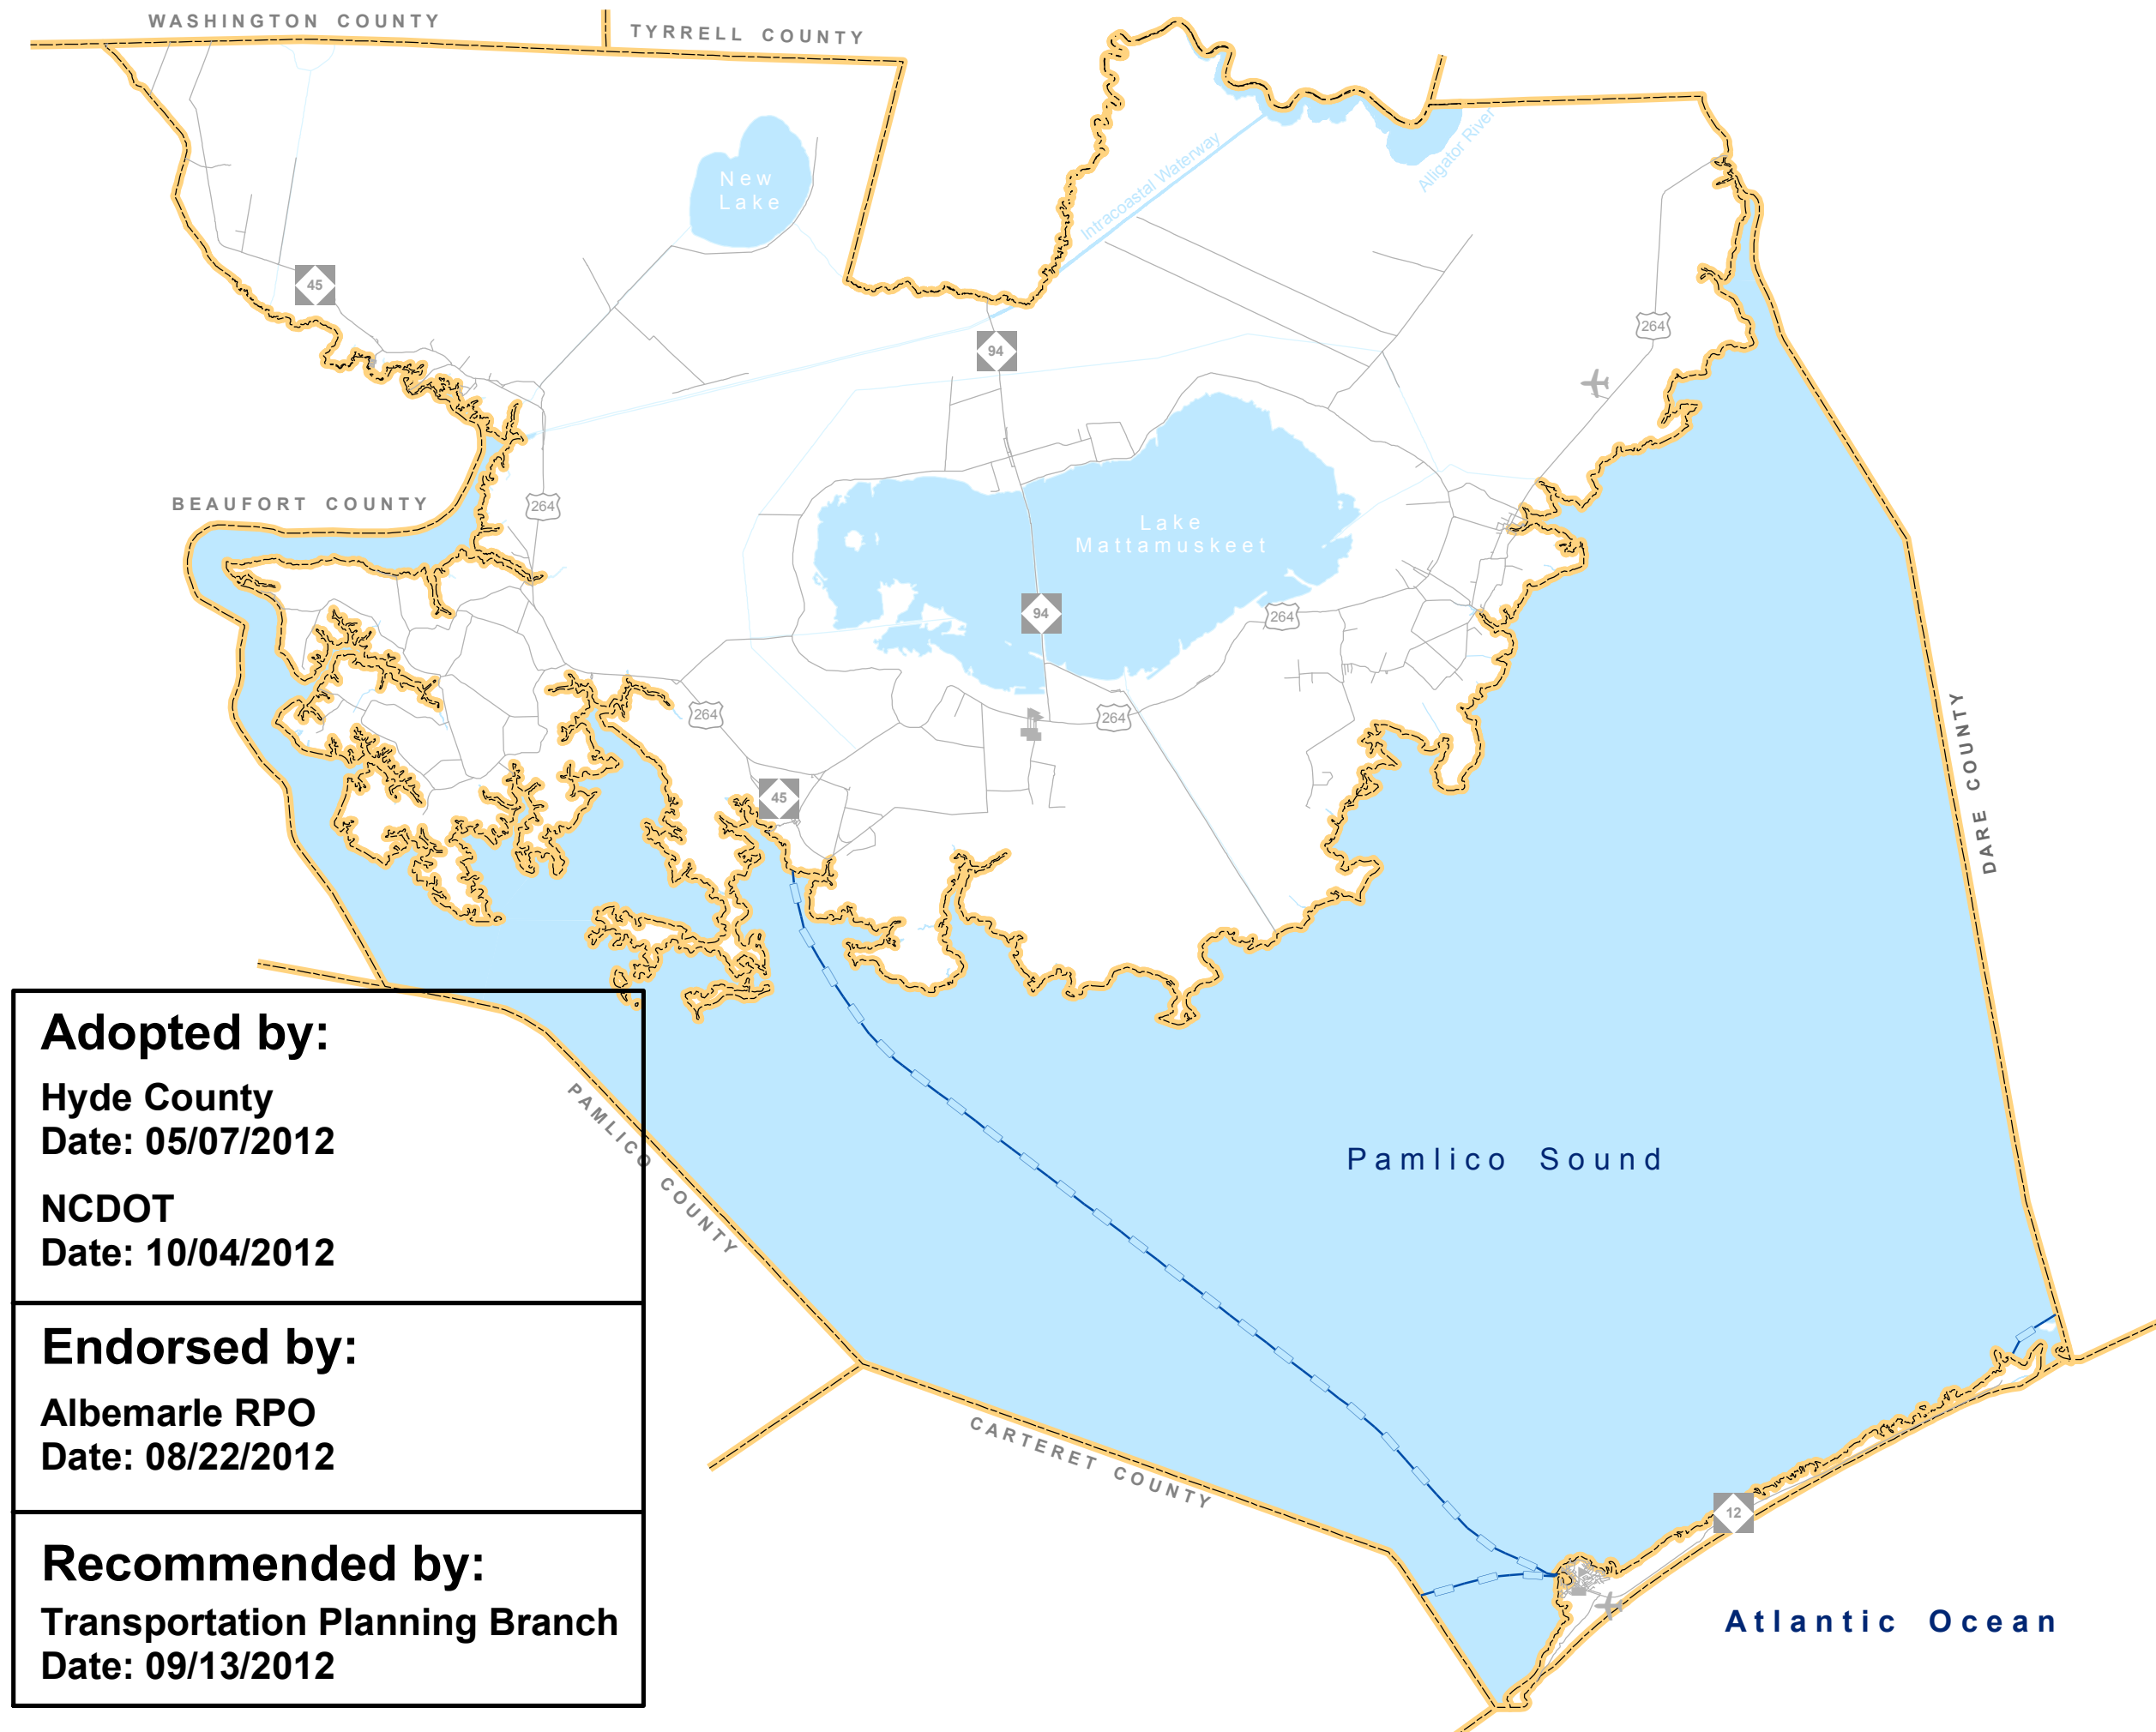 WASHINGTON COUNTY
TYRRELL COUNTY
New
Lake
Intracoastal Waterway
Alligator River
45
94
264
BEAUFORT COUNTY
264
Lake
Mattamuskeet
94
264
264
264
45
DARE COUNTY
Pamlico Sound
PAMLICO COUNTY
CARTERET COUNTY
12
Atlantic Ocean
Adopted by:
Hyde County
Date: 05/07/2012
NCDOT
Date: 10/04/2012
Endorsed by:
Albemarle RPO
Date: 08/22/2012
Recommended by:
Transportation Planning Branch
Date: 09/13/2012